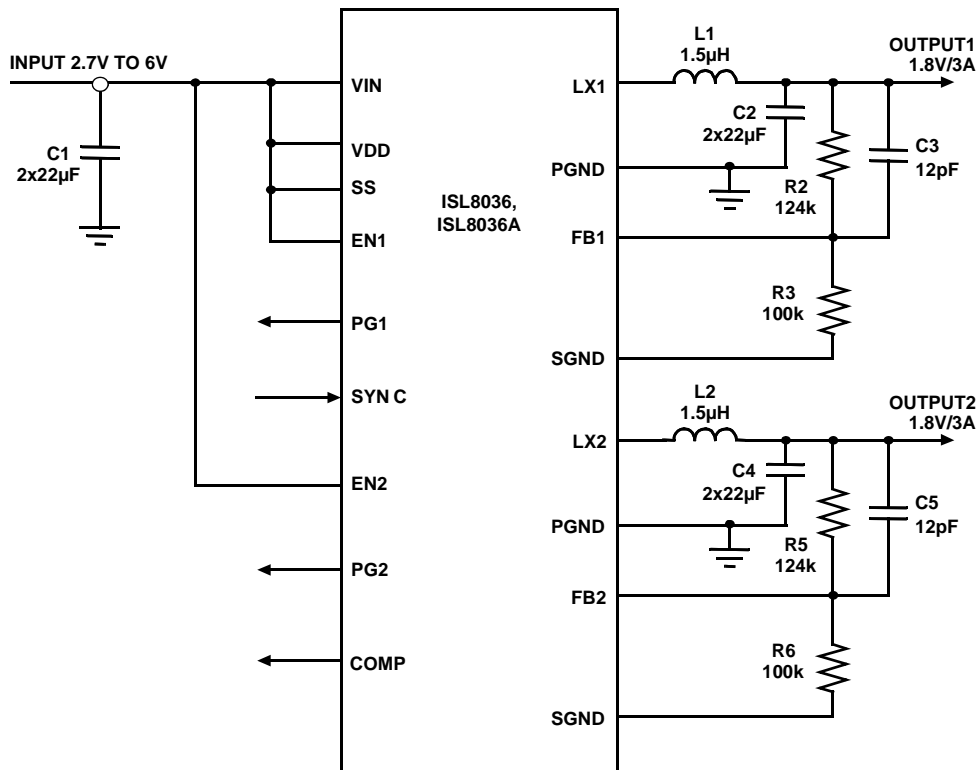 INPUT 2.7V TO 6V
C1
2x22µF
VIN
VDD
SS
EN1
PG1
SYN C
EN2
PG2
COMP
ISL8036,
ISL8036A
LX1
PGND
FB1
SGND
LX2
PGND
FB2
SGND
L1
1.5µH
OUTPUT1
1.8V/3A
C2
2x22µF
C3
12pF
R2
124k
R3
100k
L2
1.5µH
OUTPUT2
1.8V/3A
C4
2x22µF
C5
12pF
R5
124k
R6
100k